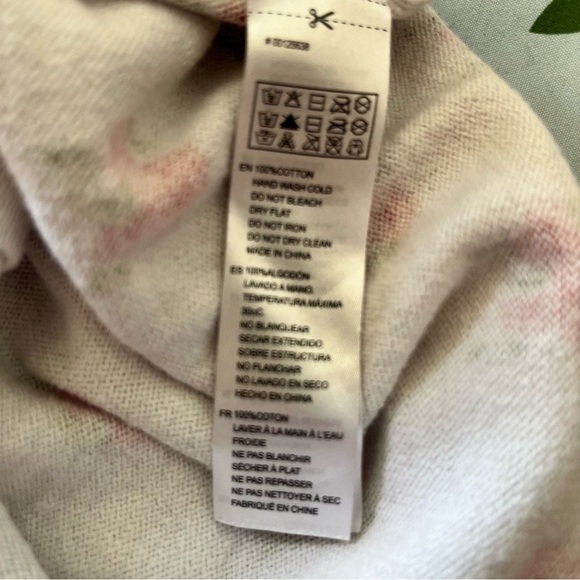 # 00129638
EN 100%COTTON
HAND WASH COLD
DO NOT BLEACH
DRY FLAT
DO NOT IRON
DO NOT DRY CLEAN
MADE IN CHINA
ES 100%ALGODÓN
LAVADO A MANO.
TEMPERATURA MÁXIMA
30ºC.
NO BLANQUEAR
SECAR EXTENDIDO
SOBRE ESTRUCTURA
NO PLANCHAR
NO LAVADO EN SECO
HECHO EN CHINA
FR 100%COTON
LAVER À LA MAIN À L'EAU
FROIDE
NE PAS BLANCHIR
SÉCHER À PLAT
NE PAS REPASSER
NE PAS NETTOYER À SEC
FABRIQUÉ EN CHINE